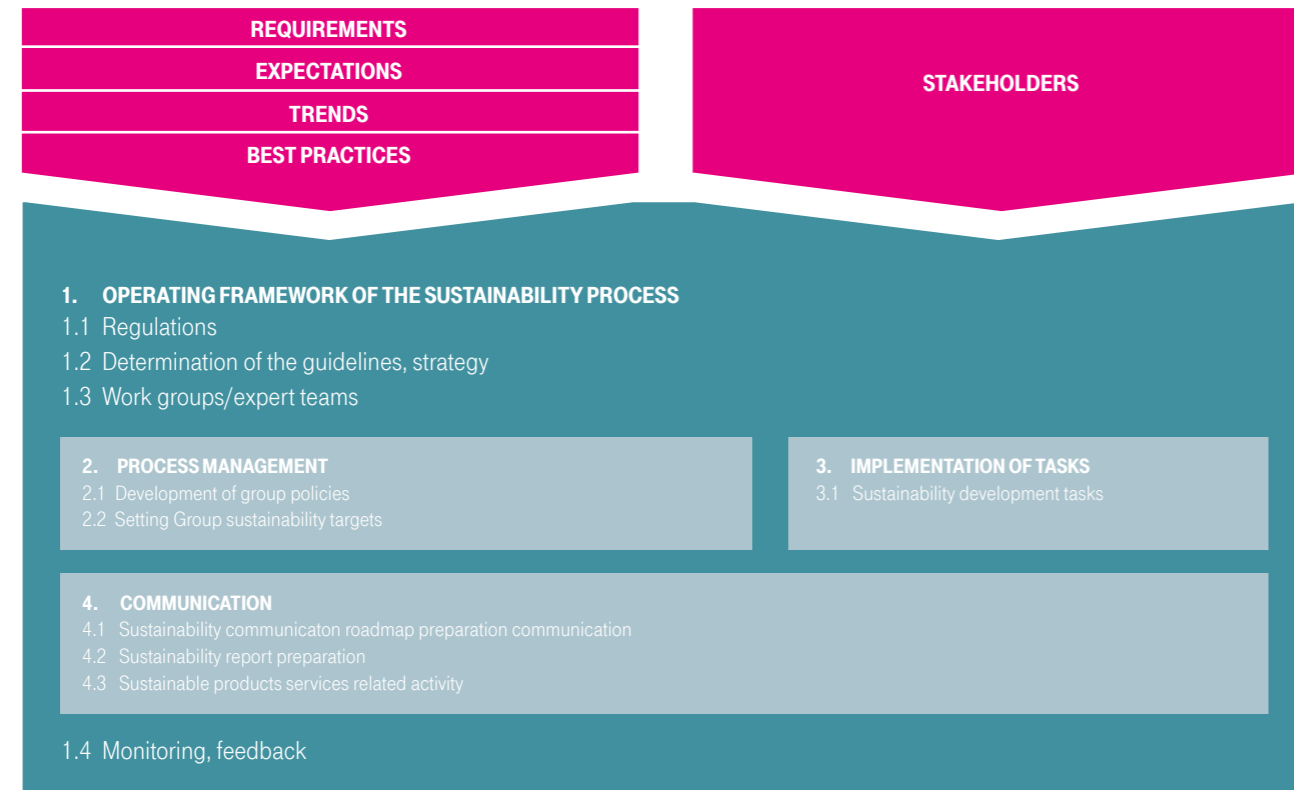 REQUIREMENTS
EXPECTATIONS
TRENDS
BEST PRACTICES
STAKEHOLDERS
1. OPERATING FRAMEWORK OF THE SUSTAINABILITY PROCESS
1.1 Regulations
1.2 Determination of the guidelines, strategy
1.3 Work groups/expert teams
2. PROCESS MANAGEMENT
2.1 Development of group policies
2.2 Setting Group sustainability targets
3. IMPLEMENTATION OF TASKS
3.1 Sustainability development tasks
4. COMMUNICATION
4.1 Sustainability communicaton roadmap preparation communication
4.2 Sustainability report preparation
4.3 Sustainable products services related activity
1.4 Monitoring, feedback